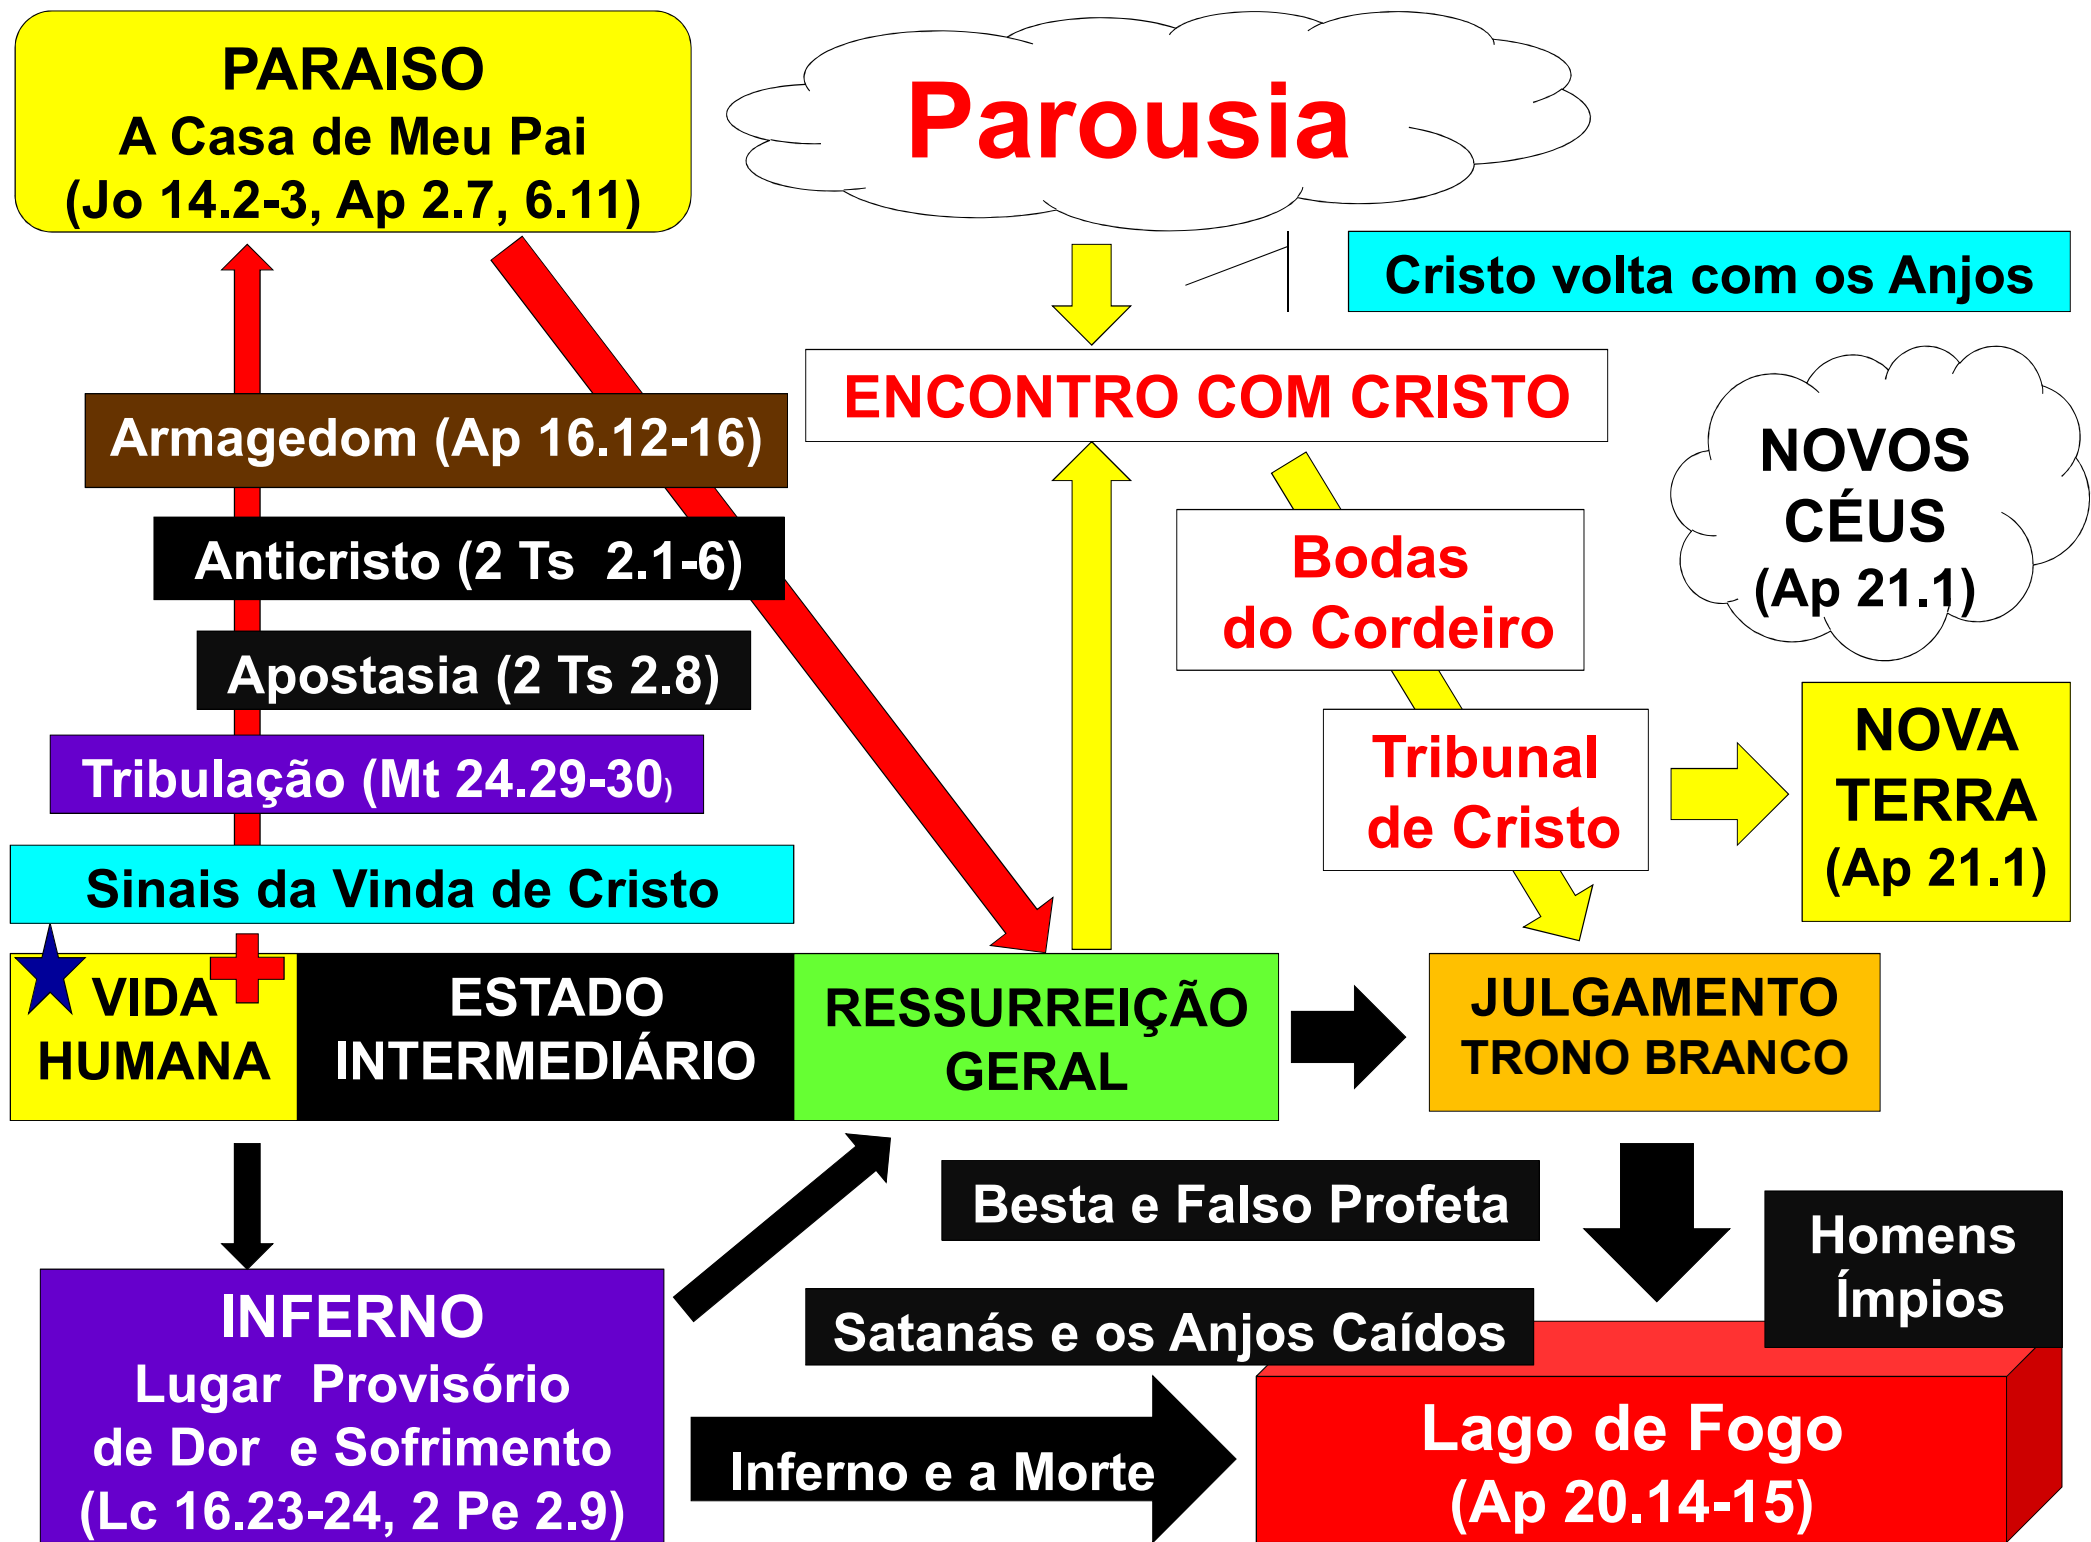 PARAISO
A Casa de Meu Pai
(Jo 14.2-3, Ap 2.7, 6.11)
Parousia
Cristo volta com os Anjos
ENCONTRO COM CRISTO
Armagedom (Ap 16.12-16)
Anticristo (2 Ts  2.1-6)
Apostasia (2 Ts 2.8)
Tribulação (Mt 24.29-30)
Sinais da Vinda de Cristo
Bodas
do Cordeiro
Tribunal
de Cristo
NOVOS
CÉUS
(Ap 21.1)
NOVA
TERRA
(Ap 21.1)
VIDA
HUMANA
ESTADO
INTERMEDIÁRIO
RESSURREIÇÃO
GERAL
JULGAMENTO
TRONO BRANCO
INFERNO
Lugar  Provisório
de Dor  e Sofrimento
(Lc 16.23-24, 2 Pe 2.9)
Besta e Falso Profeta
Satanás e os Anjos Caídos
Homens
Ímpios
Inferno e a Morte
Lago de Fogo
(Ap 20.14-15)